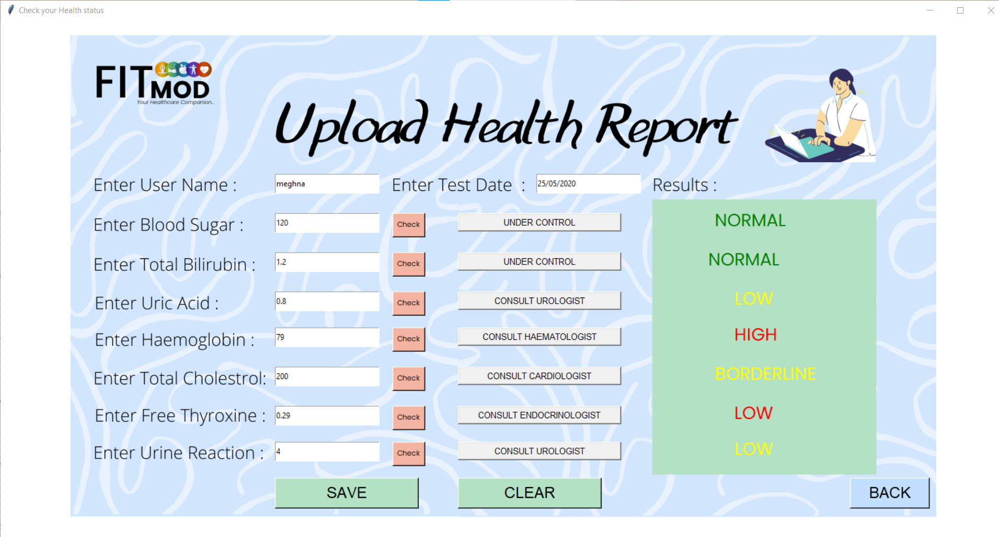 Check your Health status
FITMOD
Your Healthcare Companion..
Upload Health Report
Enter User Name : meghna Enter Test Date : 25/05/2020 Results :
Enter Blood Sugar : 120 Check UNDER CONTROL NORMAL
Enter Total Bilirubin : 1.2 Check UNDER CONTROL NORMAL
Enter Uric Acid : 0.8 Check CONSULT UROLOGIST LOW
Enter Haemoglobin : 79 Check CONSULT HAEMATOLOGIST HIGH
Enter Total Cholestrol: 200 Check CONSULT CARDIOLOGIST BORDERLINE
Enter Free Thyroxine : 0.29 Check CONSULT ENDOCRINOLOGIST LOW
Enter Urine Reaction : 4 Check CONSULT UROLOGIST LOW
SAVE CLEAR BACK